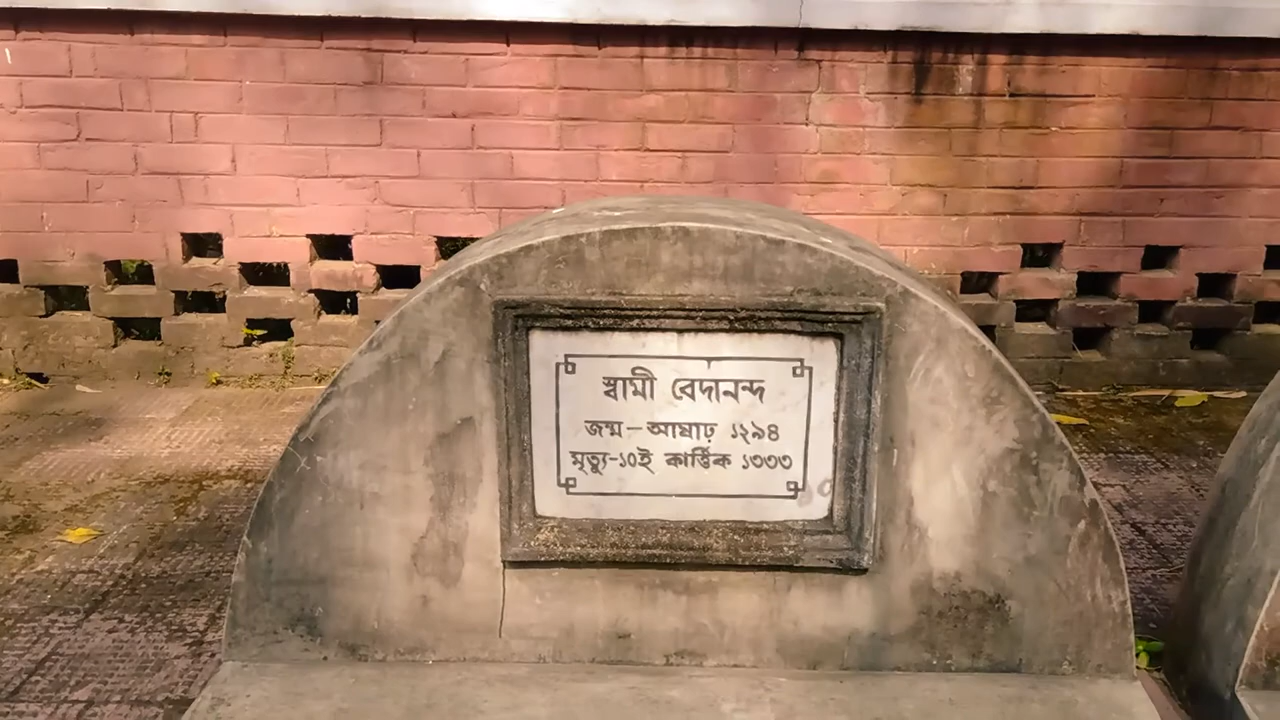 স্বামী বেদানন্দ
জন্ম – আষাঢ় ১২৯৪
মৃত্যু-১০ই কার্ত্তিক ১৩৩৩